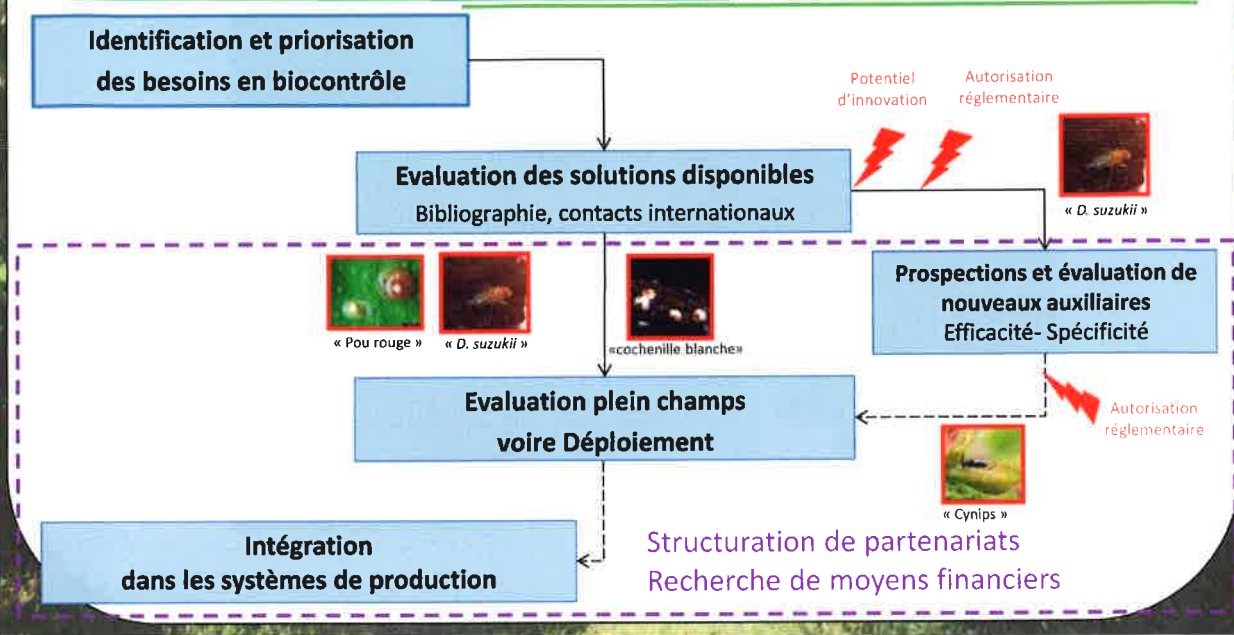 Identification et priorisation
des besoins en biocontrôle
Potentiel
d'innovation
Autorisation
réglementaire
Evaluation des solutions disponibles
Bibliographie, contacts internationaux
« D. suzukii »
Prospections et évaluation de
nouveaux auxiliaires
Efficacité- Spécificité
« Pou rouge »
« D. suzukii »
«cochenille blanche»
Evaluation plein champs
voire Déploiement
Autorisation
réglementaire
« Cynips »
Intégration
dans les systèmes de production
Structuration de partenariats
Recherche de moyens financiers